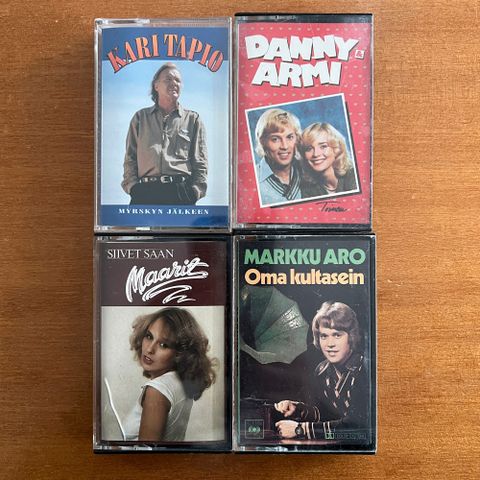 KARI TAPIO
MYRSKYN JÄLKEEN
DANNY &
ARMI
SIIVET SAAN
Maarit
MARKKU ARO
Oma kultasein